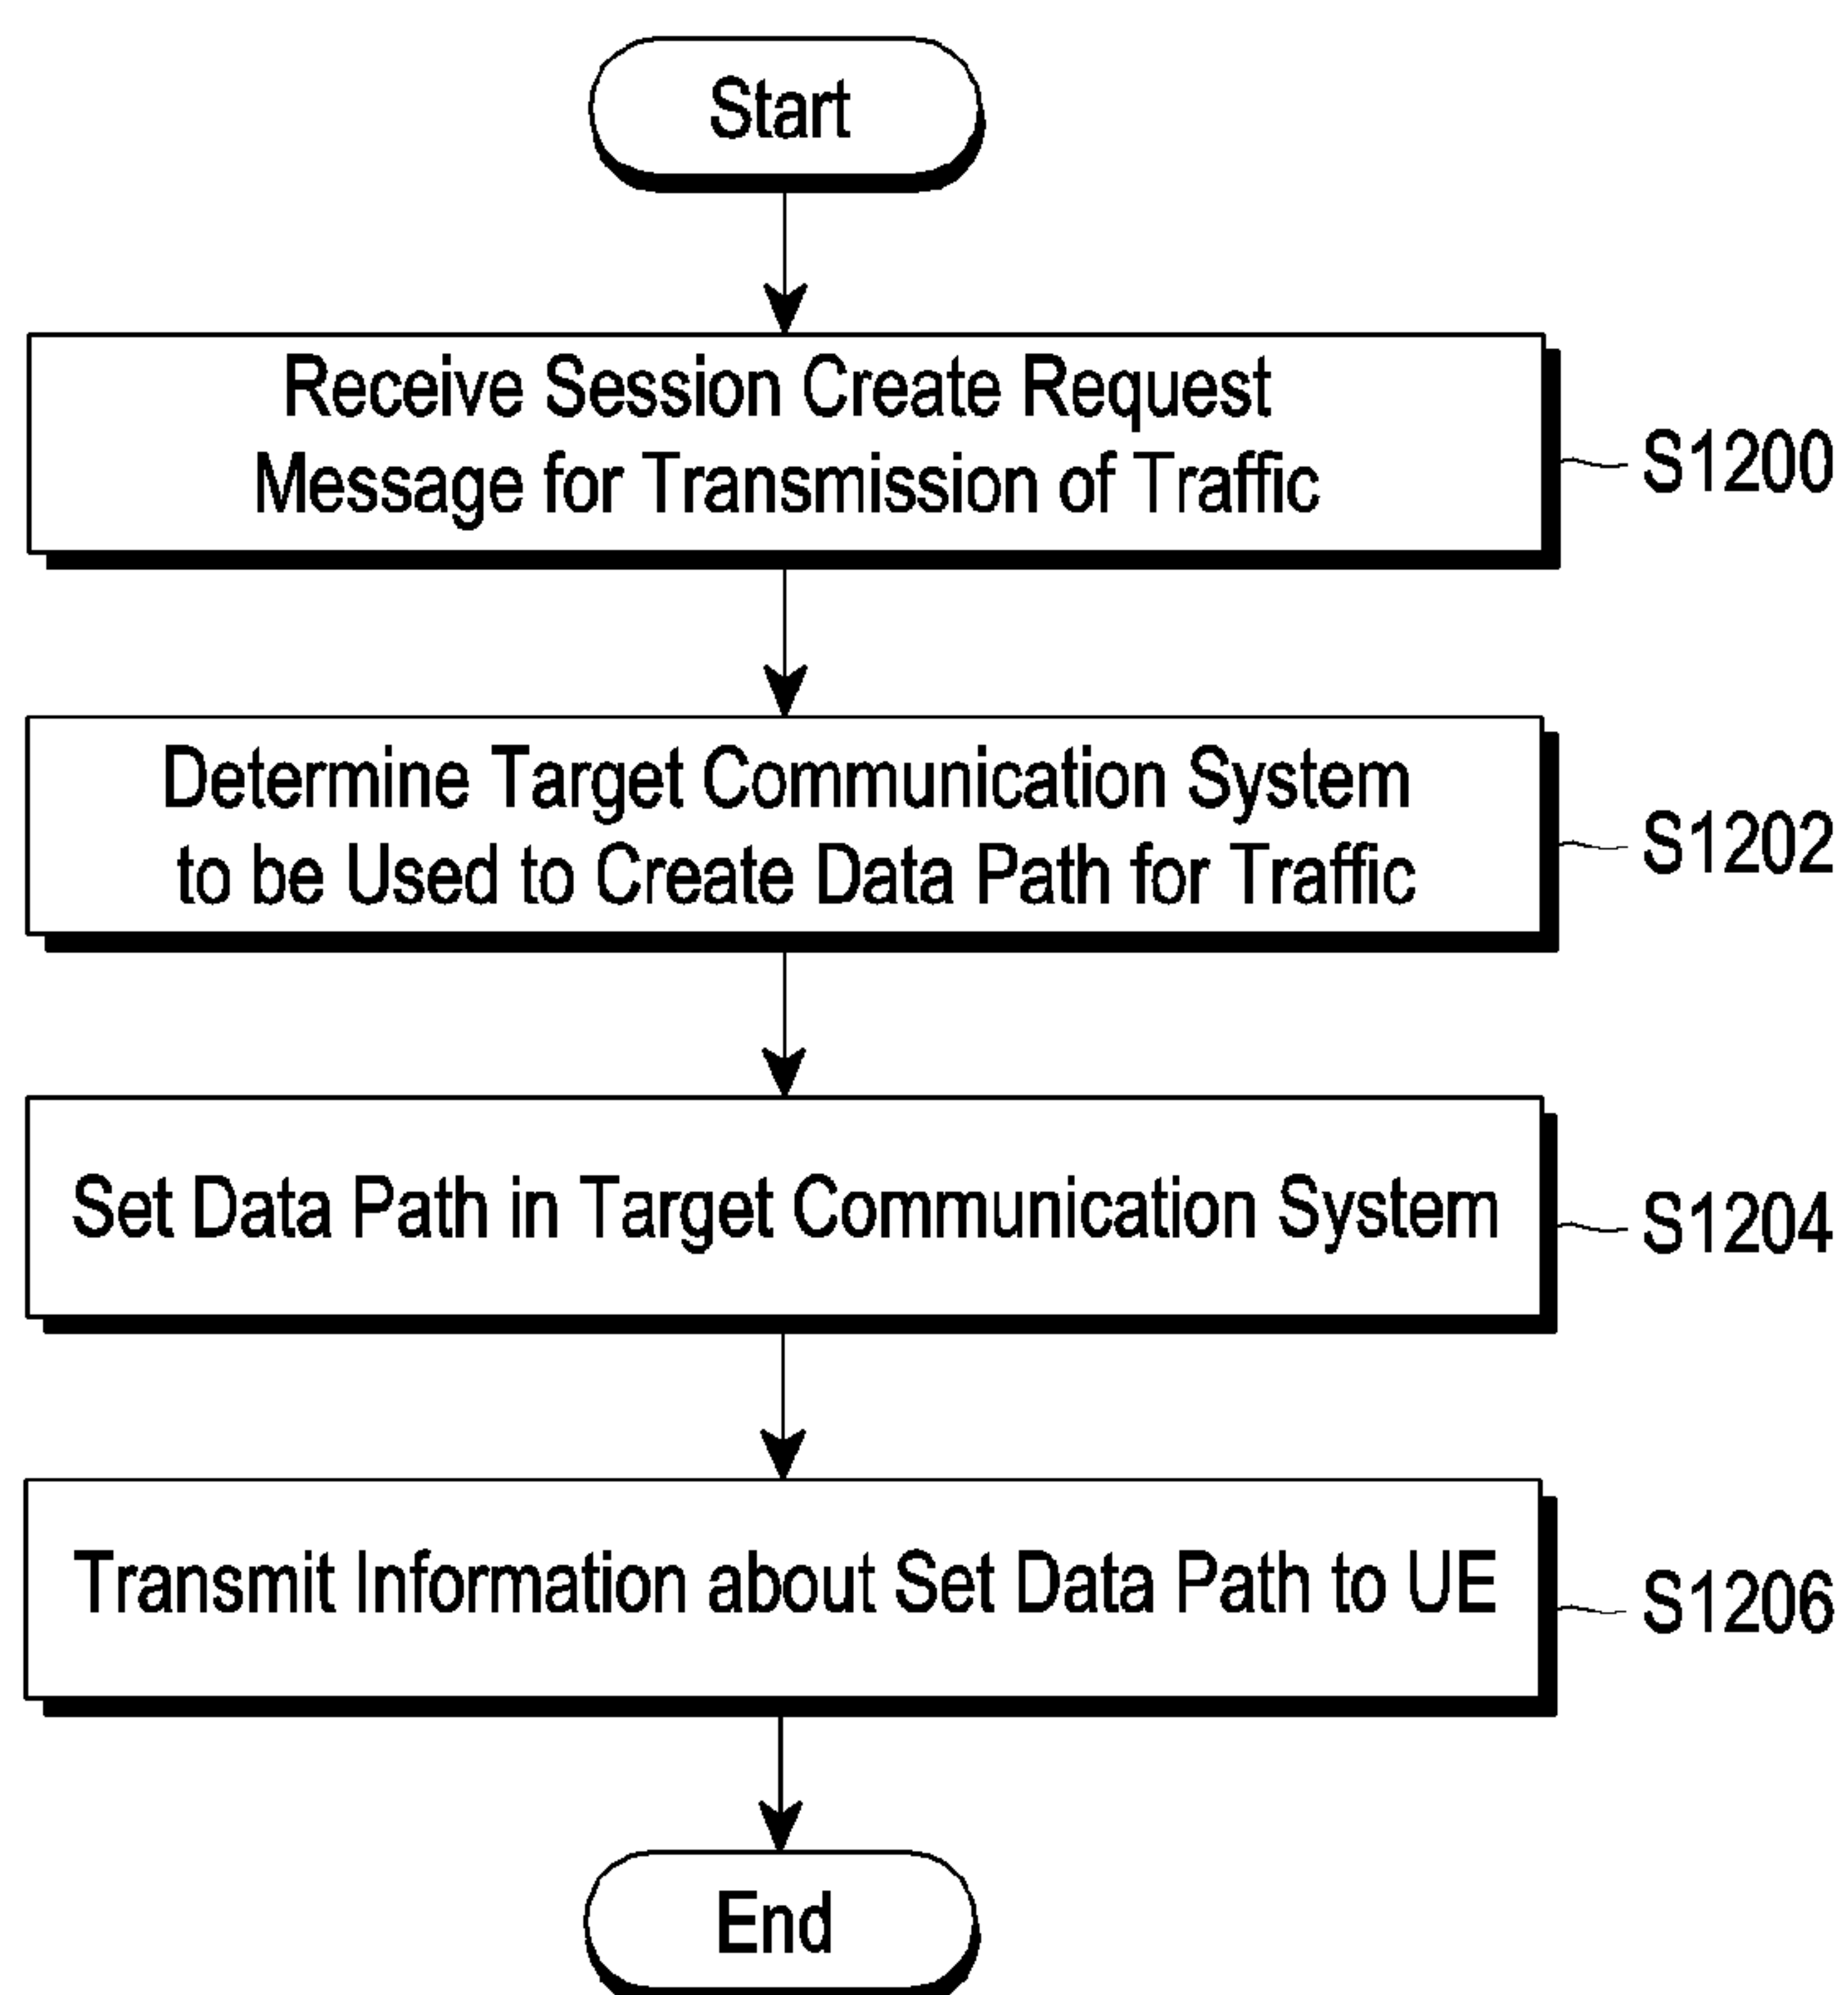 Start
Receive Session Create Request
Message for Transmission of Traffic
S1200
Determine Target Communication System
to be Used to Create Data Path for Traffic
S1202
Set Data Path in Target Communication System
S1204
Transmit Information about Set Data Path to UE
S1206
End